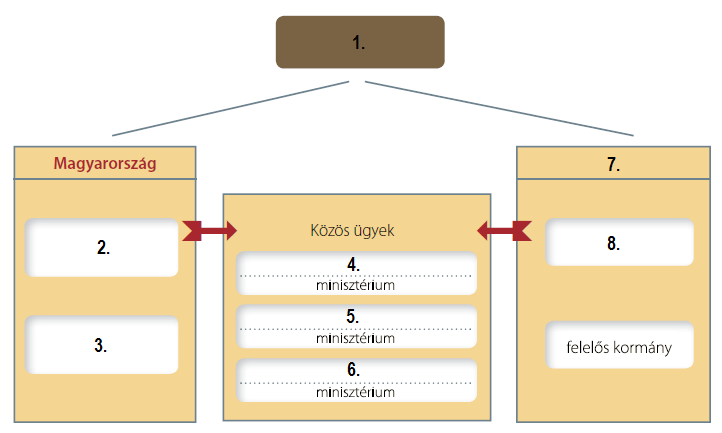 1.
Magyarország
2.
3.
Közös ügyek
4.
minisztérium
5.
minisztérium
6.
minisztérium
7.
8.
felelős kormány